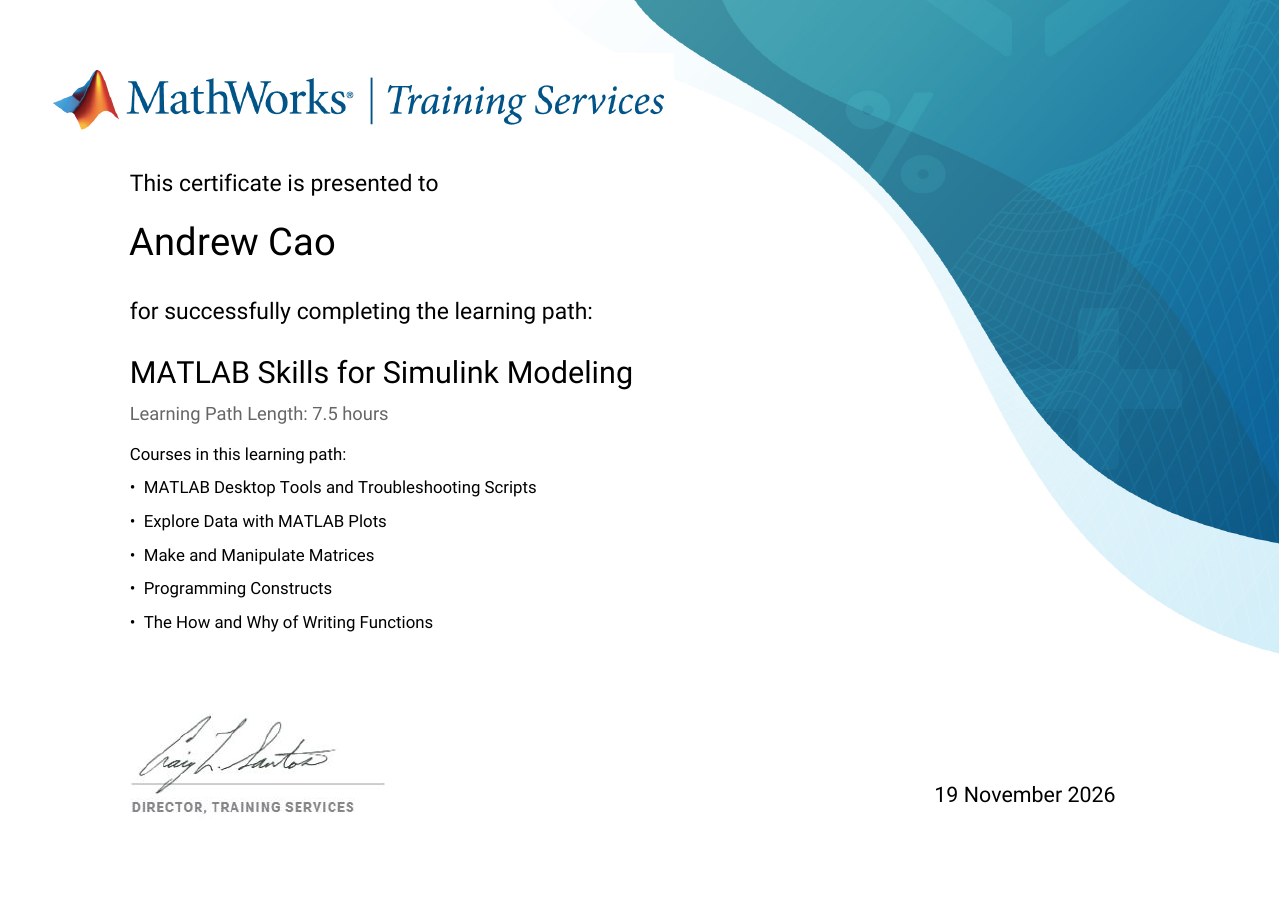 MathWorks® | Training Services
This certificate is presented to
Andrew Cao
for successfully completing the learning path:
MATLAB Skills for Simulink Modeling
Learning Path Length: 7.5 hours
Courses in this learning path:
• MATLAB Desktop Tools and Troubleshooting Scripts
• Explore Data with MATLAB Plots
• Make and Manipulate Matrices
• Programming Constructs
• The How and Why of Writing Functions
Craig L. Santos
DIRECTOR, TRAINING SERVICES
19 November 2026